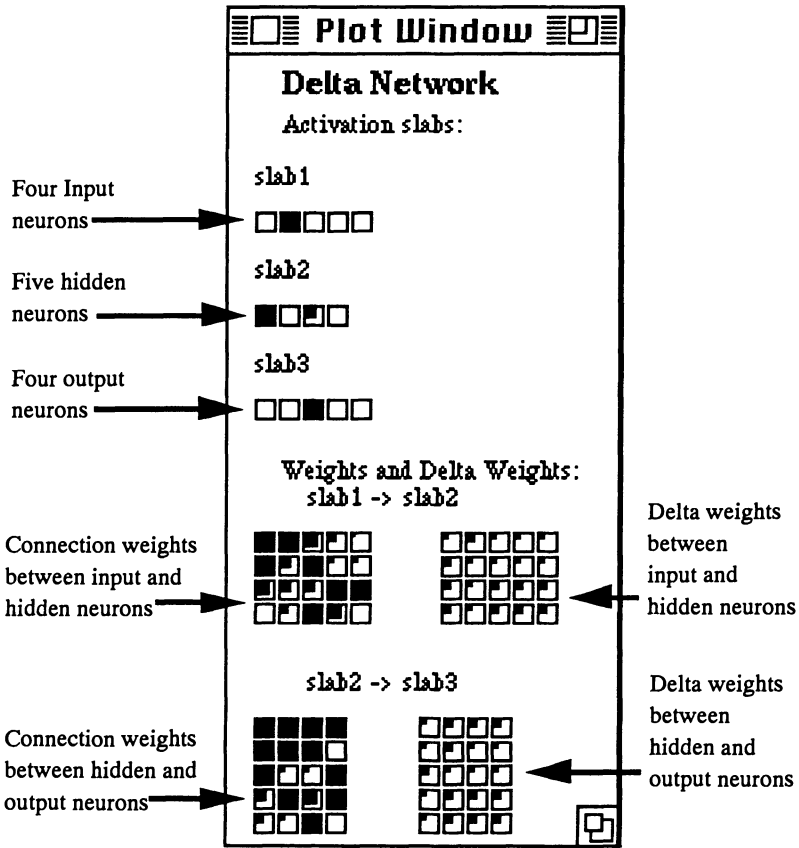 Plot Window
Delta Network
Activation slabs:
slab1
Four Input
neurons
slab2
Five hidden
neurons
slab3
Four output
neurons
Weights and Delta Weights:
slab1 -> slab2
Connection weights
between input and
hidden neurons
Delta weights
between
input and
hidden neurons
slab2 -> slab3
Connection weights
between hidden and
output neurons
Delta weights
between
hidden and
output neurons